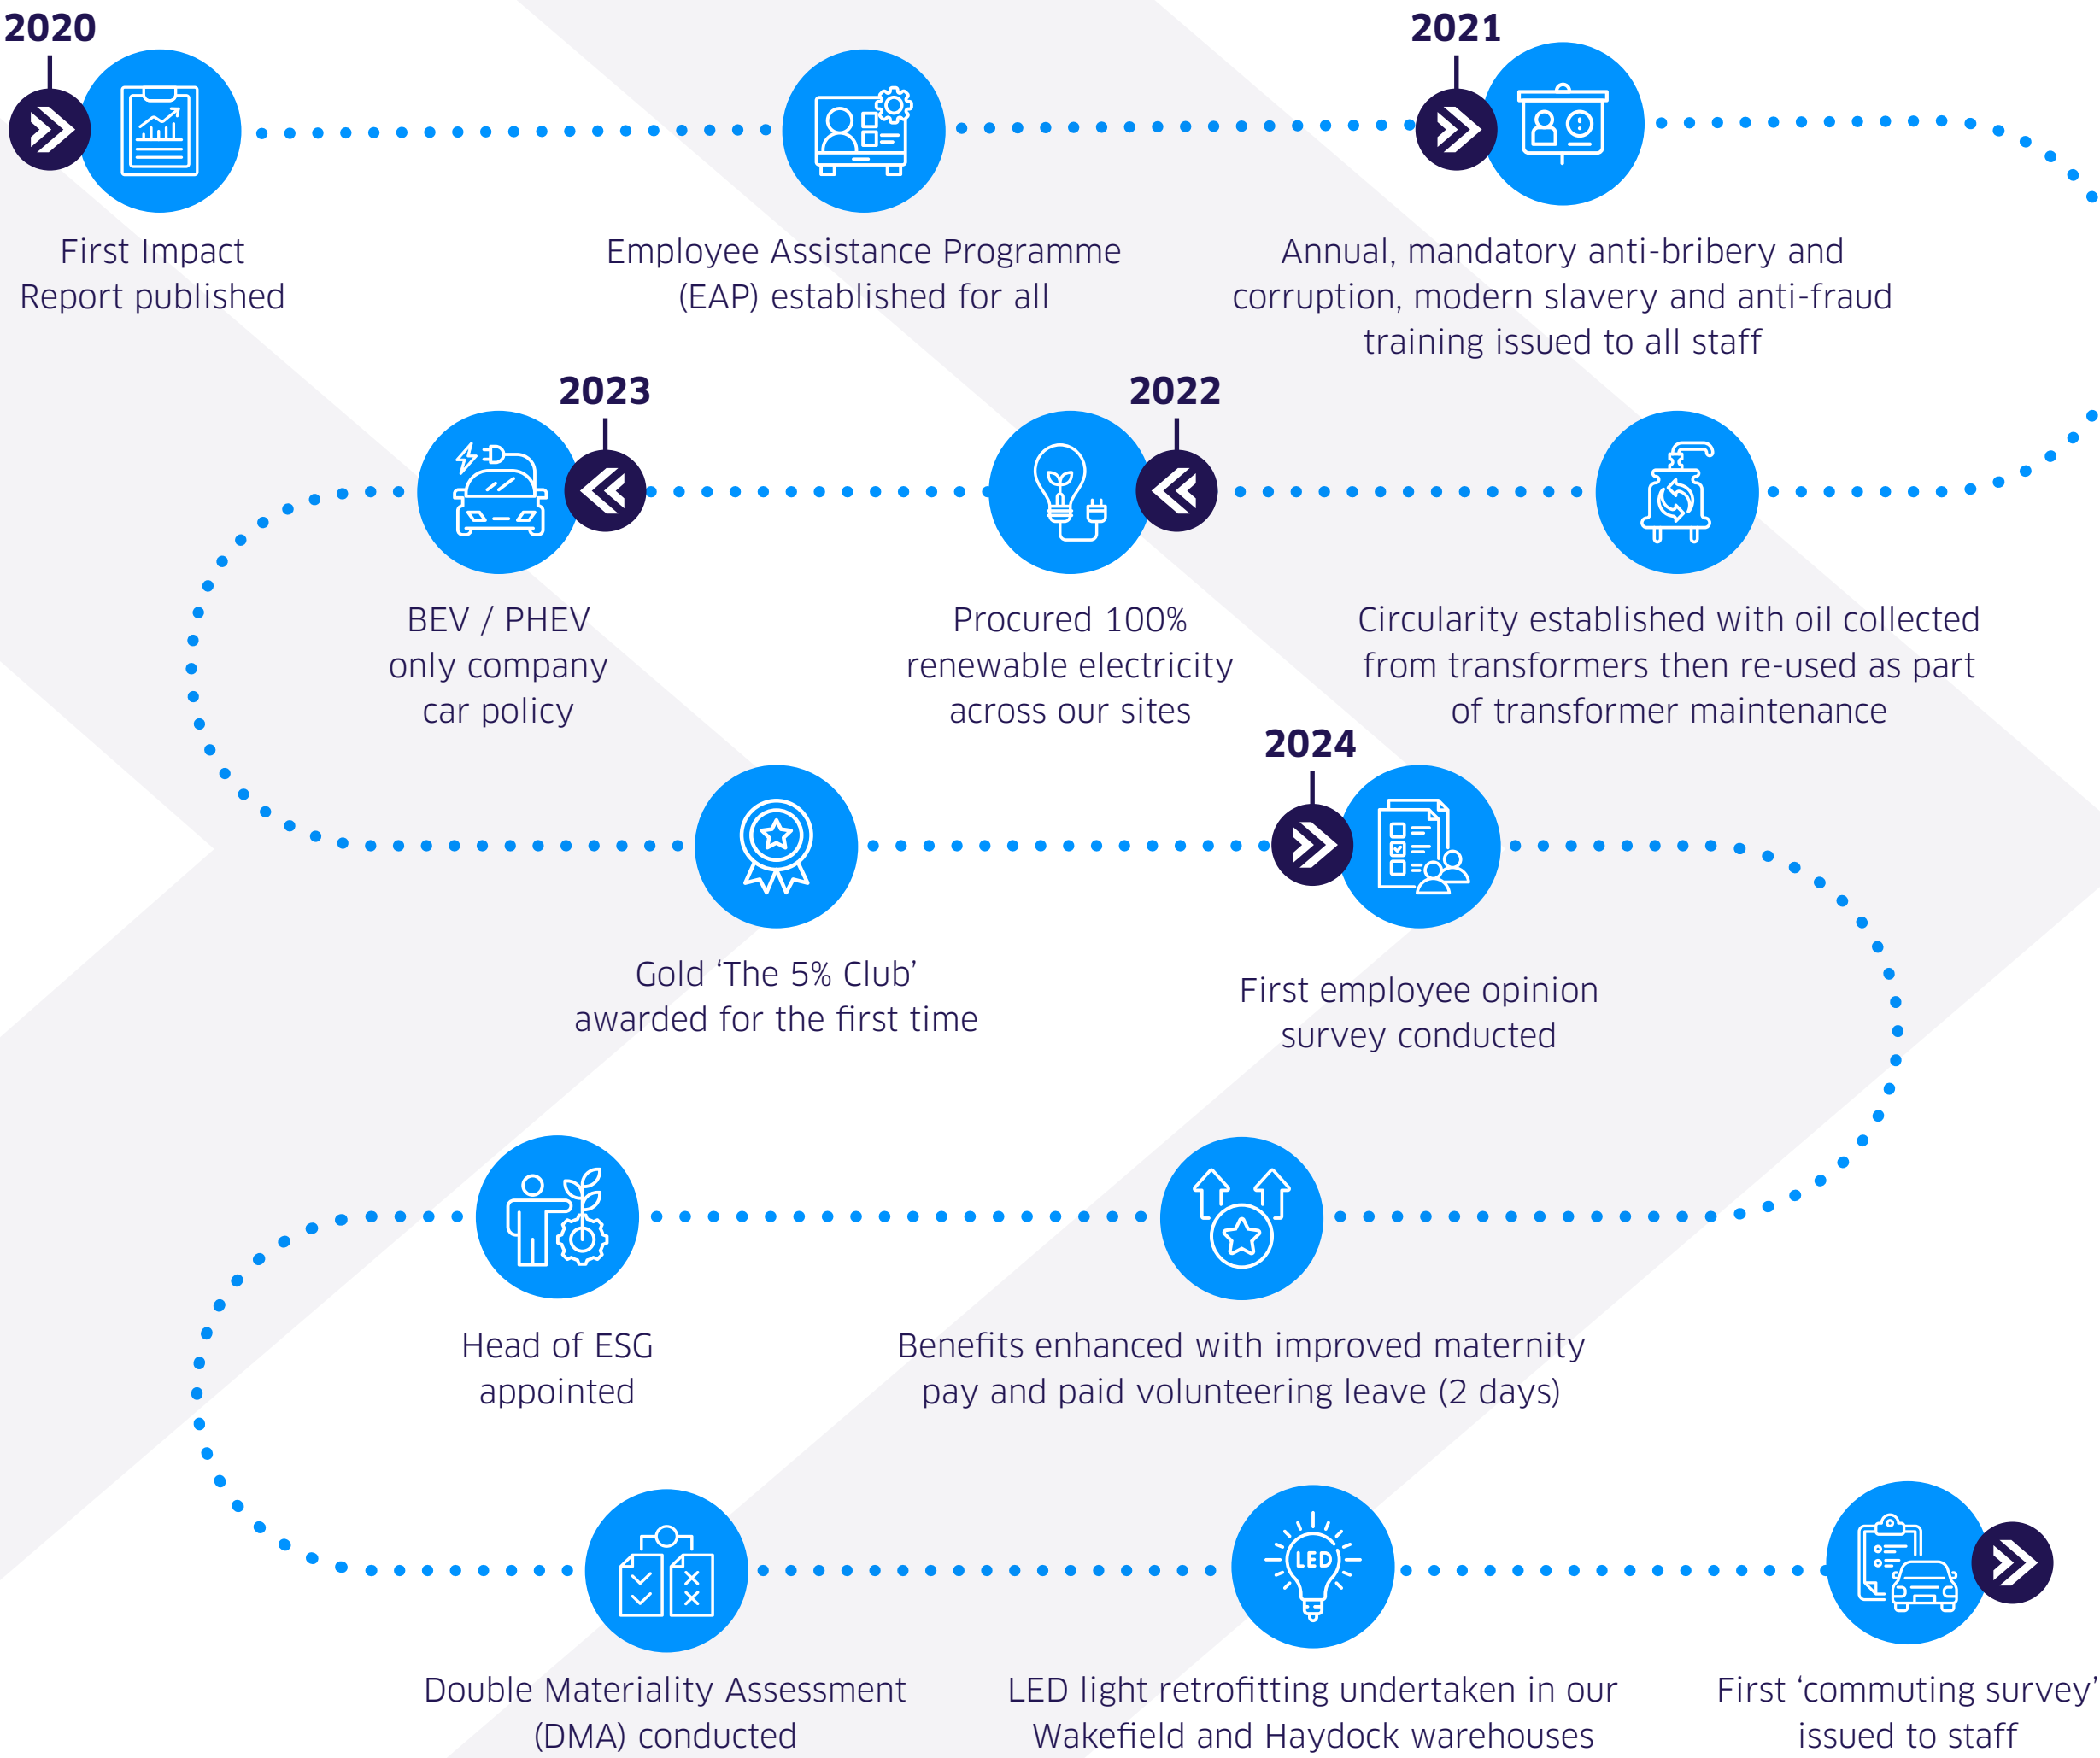 2020
First Impact
Report published
Employee Assistance Programme
(EAP) established for all
2021
Annual, mandatory anti-bribery and
corruption, modern slavery and anti-fraud
training issued to all staff
Circularity established with oil collected
from transformers then re-used as part
of transformer maintenance
2022
Procured 100%
renewable electricity
across our sites
2023
BEV / PHEV
only company
car policy
Gold ‘The 5% Club’
awarded for the first time
2024
First employee opinion
survey conducted
Benefits enhanced with improved maternity
pay and paid volunteering leave (2 days)
Head of ESG
appointed
Double Materiality Assessment
(DMA) conducted
LED
LED light retrofitting undertaken in our
Wakefield and Haydock warehouses
First ‘commuting survey’
issued to staff